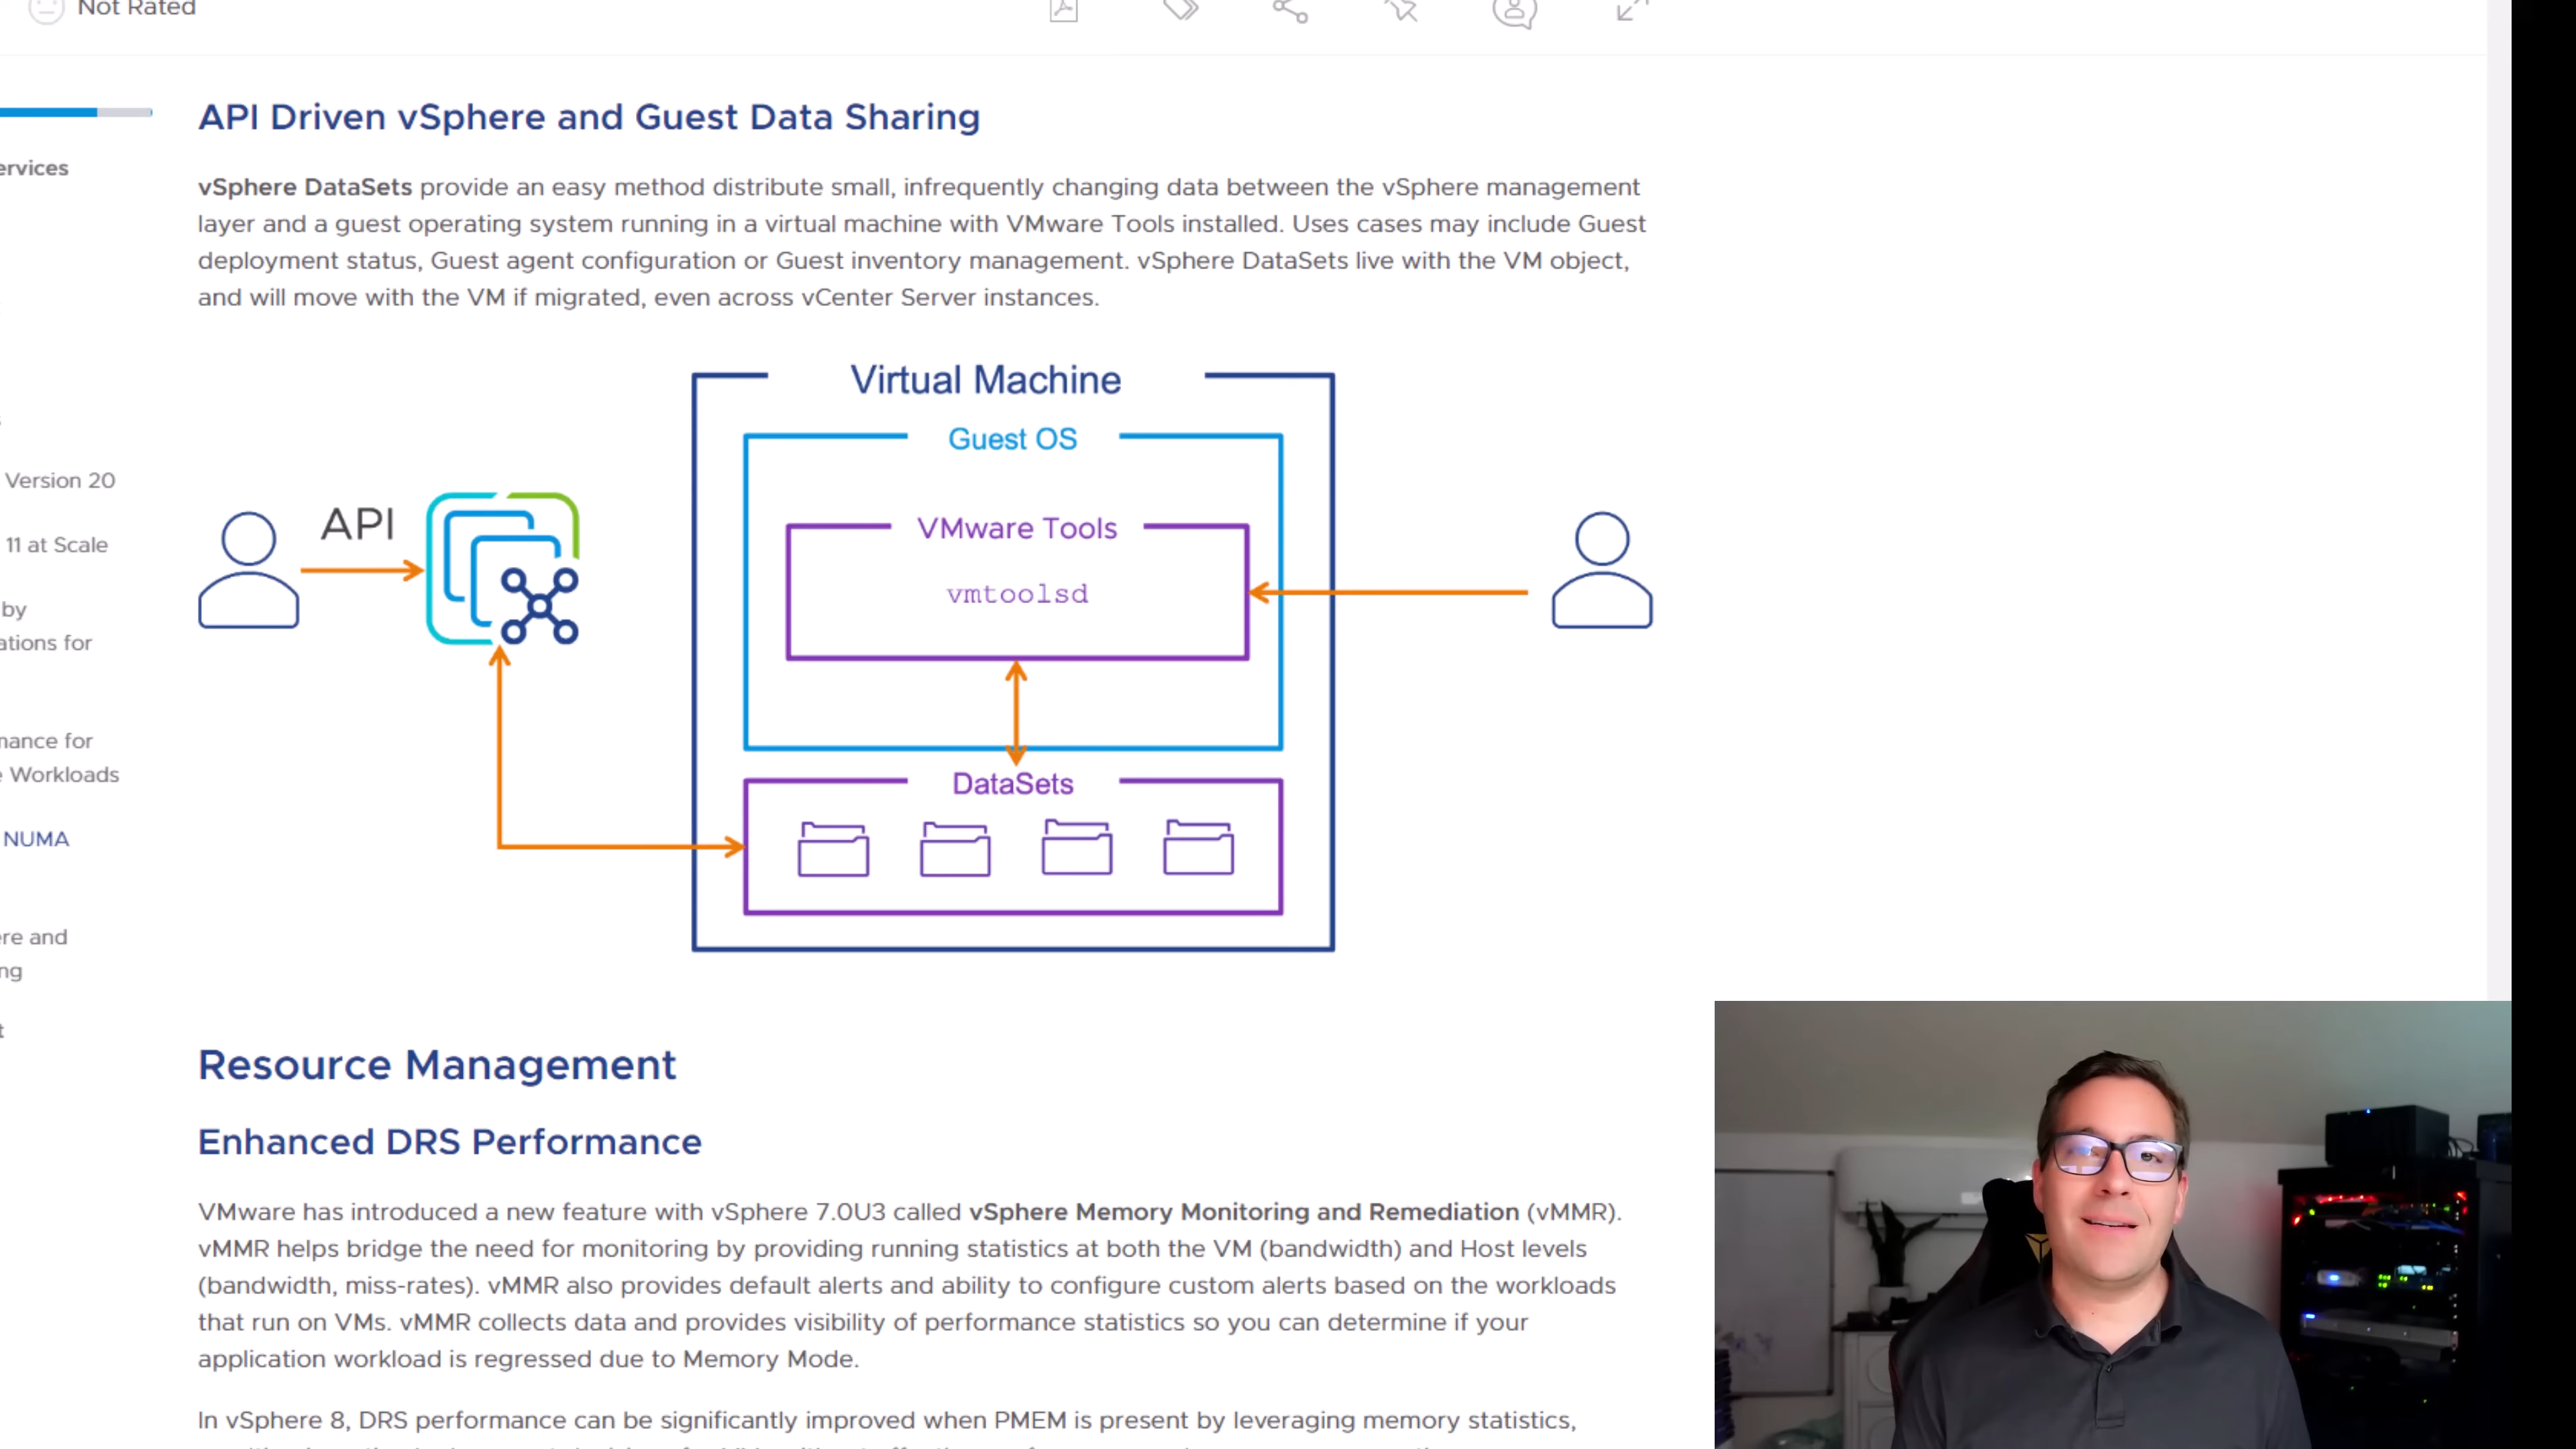 Not Rated
API Driven vSphere and Guest Data Sharing
vSphere DataSets provide an easy method distribute small, infrequently changing data between the vSphere management
layer and a guest operating system running in a virtual machine with VMware Tools installed. Uses cases may include Guest
deployment status, Guest agent configuration or Guest inventory management. vSphere DataSets live with the VM object,
and will move with the VM if migrated, even across vCenter Server instances.
ervices
Version 20
11 at Scale
by
ations for
mance for
e Workloads
NUMA
re and
ng
t
API
Virtual Machine
Guest OS
VMware Tools
vmtoolsd
DataSets
Resource Management
Enhanced DRS Performance
VMware has introduced a new feature with vSphere 7.0U3 called vSphere Memory Monitoring and Remediation (vMMR).
vMMR helps bridge the need for monitoring by providing running statistics at both the VM (bandwidth) and Host levels
(bandwidth, miss-rates). vMMR also provides default alerts and ability to configure custom alerts based on the workloads
that run on VMs. vMMR collects data and provides visibility of performance statistics so you can determine if your
application workload is regressed due to Memory Mode.
In vSphere 8, DRS performance can be significantly improved when PMEM is present by leveraging memory statistics,